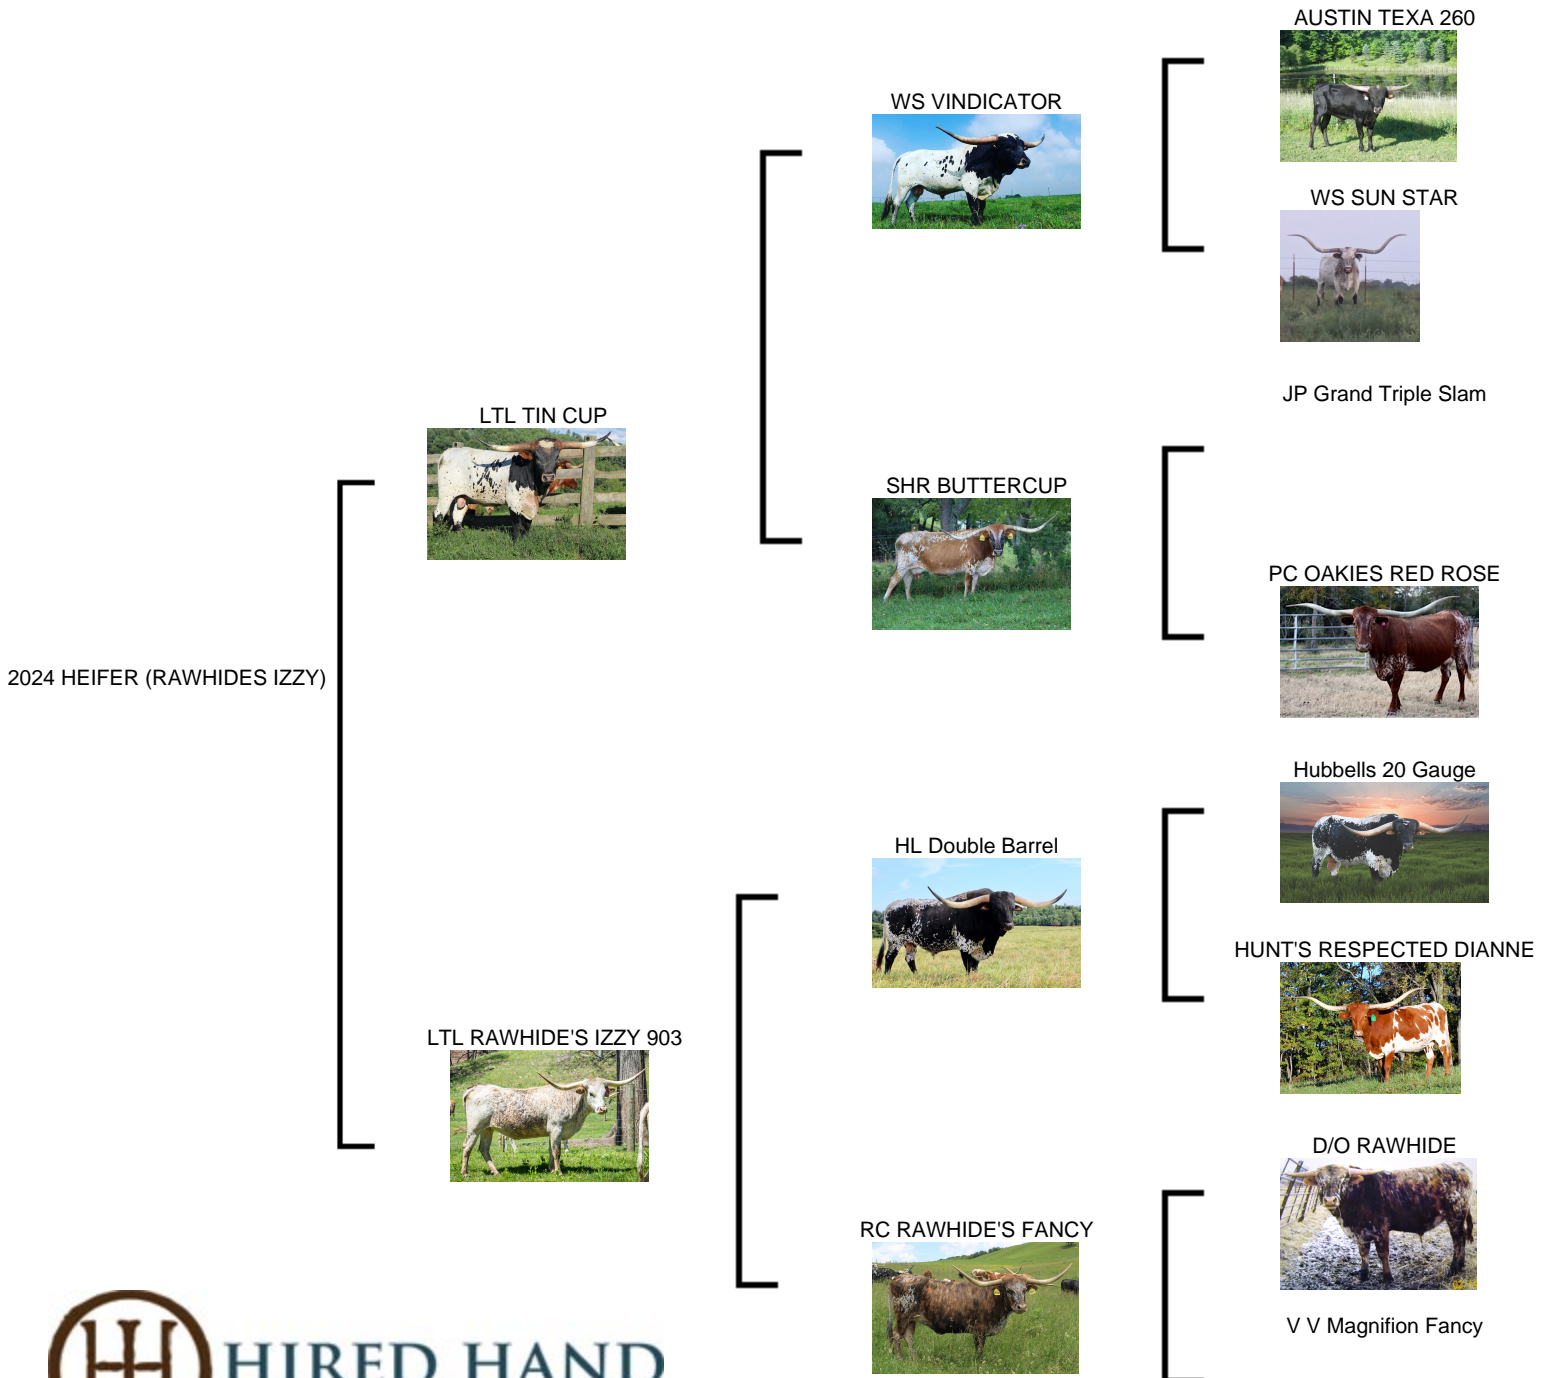 AUSTIN TEXA 260
WS VINDICATOR
WS SUN STAR
JP Grand Triple Slam
LTL TIN CUP
SHR BUTTERCUP
PC OAKIES RED ROSE
2024 HEIFER (RAWHIDES IZZY)
Hubbells 20 Gauge
HL Double Barrel
HUNT'S RESPECTED DIANNE
LTL RAWHIDE'S IZZY 903
D/O RAWHIDE
RC RAWHIDE'S FANCY
V V Magnifion Fancy
HIRED HAND